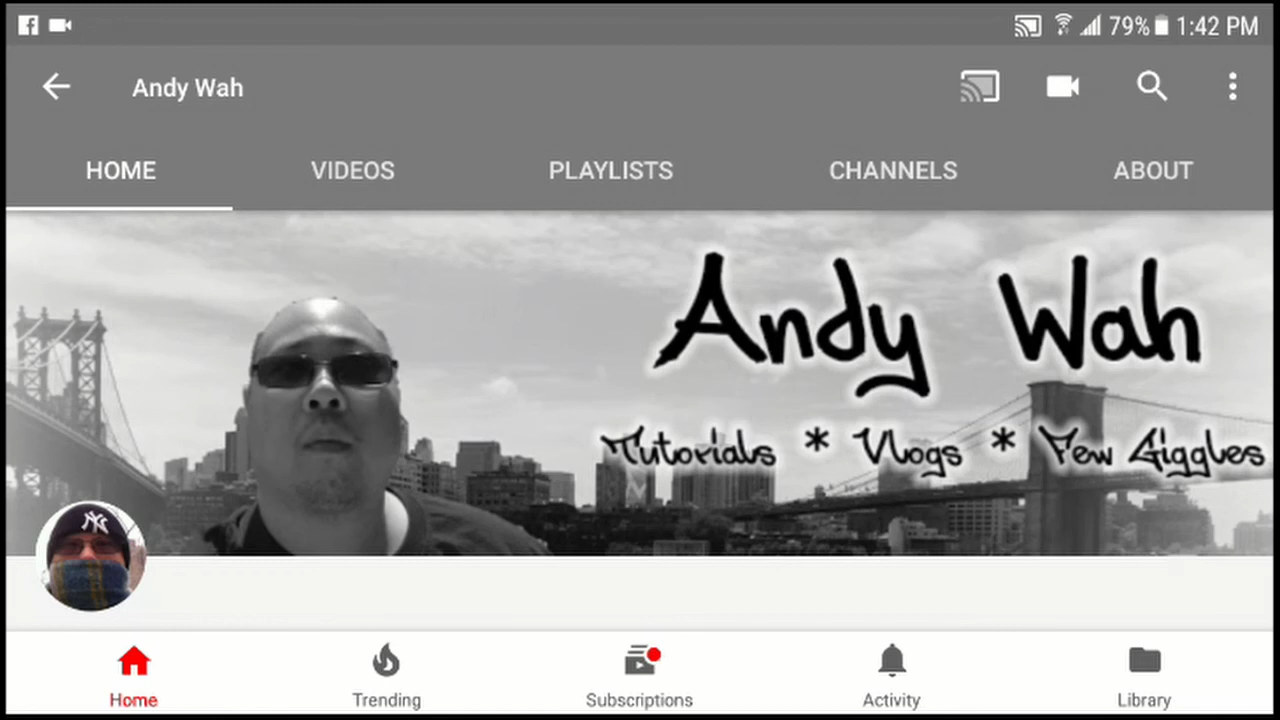 79% 1:42 PM
Andy Wah
HOME VIDEOS PLAYLISTS CHANNELS ABOUT
Andy Wah
Tutorials * Vlogs * Few Giggles
NY
Home Trending Subscriptions Activity Library